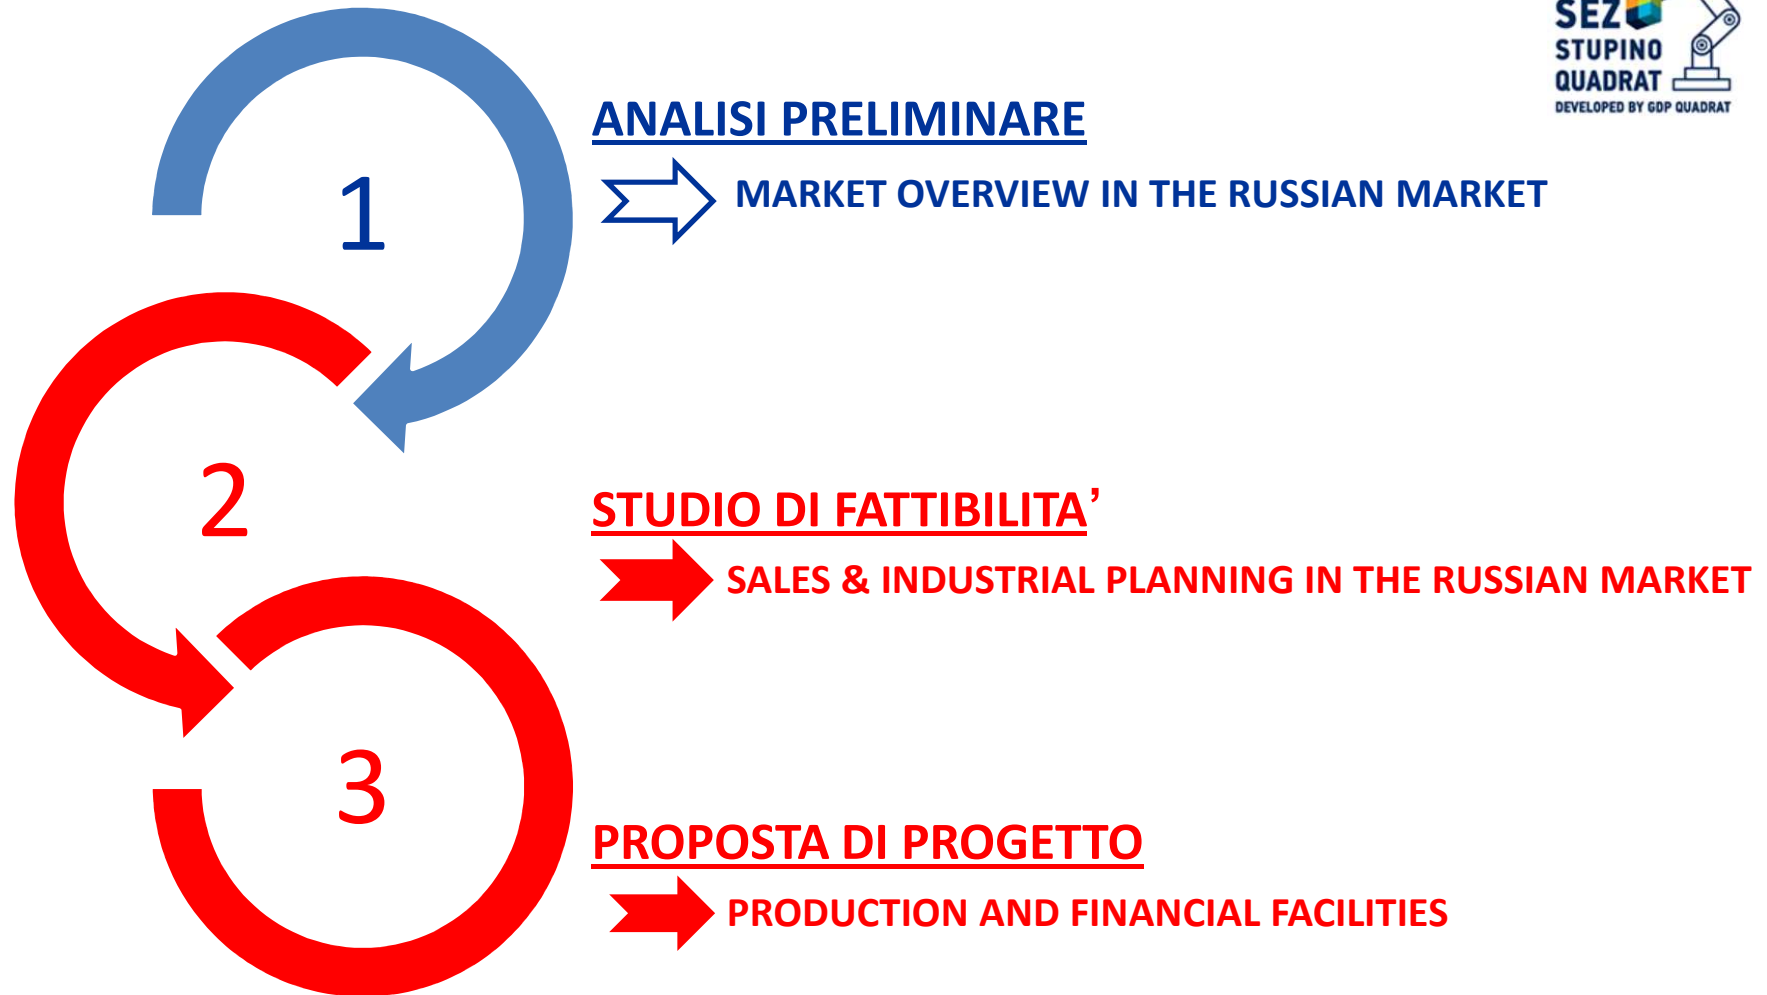 SEZ
STUPINO
QUADRAT
DEVELOPED BY GDP QUADRAT
1
ANALISI PRELIMINARE
MARKET OVERVIEW IN THE RUSSIAN MARKET
2
STUDIO DI FATTIBILITA’
SALES & INDUSTRIAL PLANNING IN THE RUSSIAN MARKET
3
PROPOSTA DI PROGETTO
PRODUCTION AND FINANCIAL FACILITIES